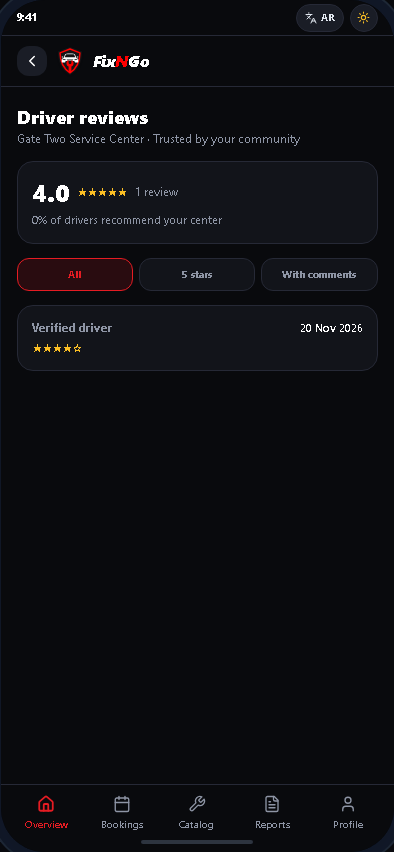 9:41
AR
FixNGo
Driver reviews
Gate Two Service Center · Trusted by your community
4.0 ★★★★★ 1 review
0% of drivers recommend your center
All
5 stars
With comments
Verified driver
20 Nov 2026
★★★★☆
Overview
Bookings
Catalog
Reports
Profile